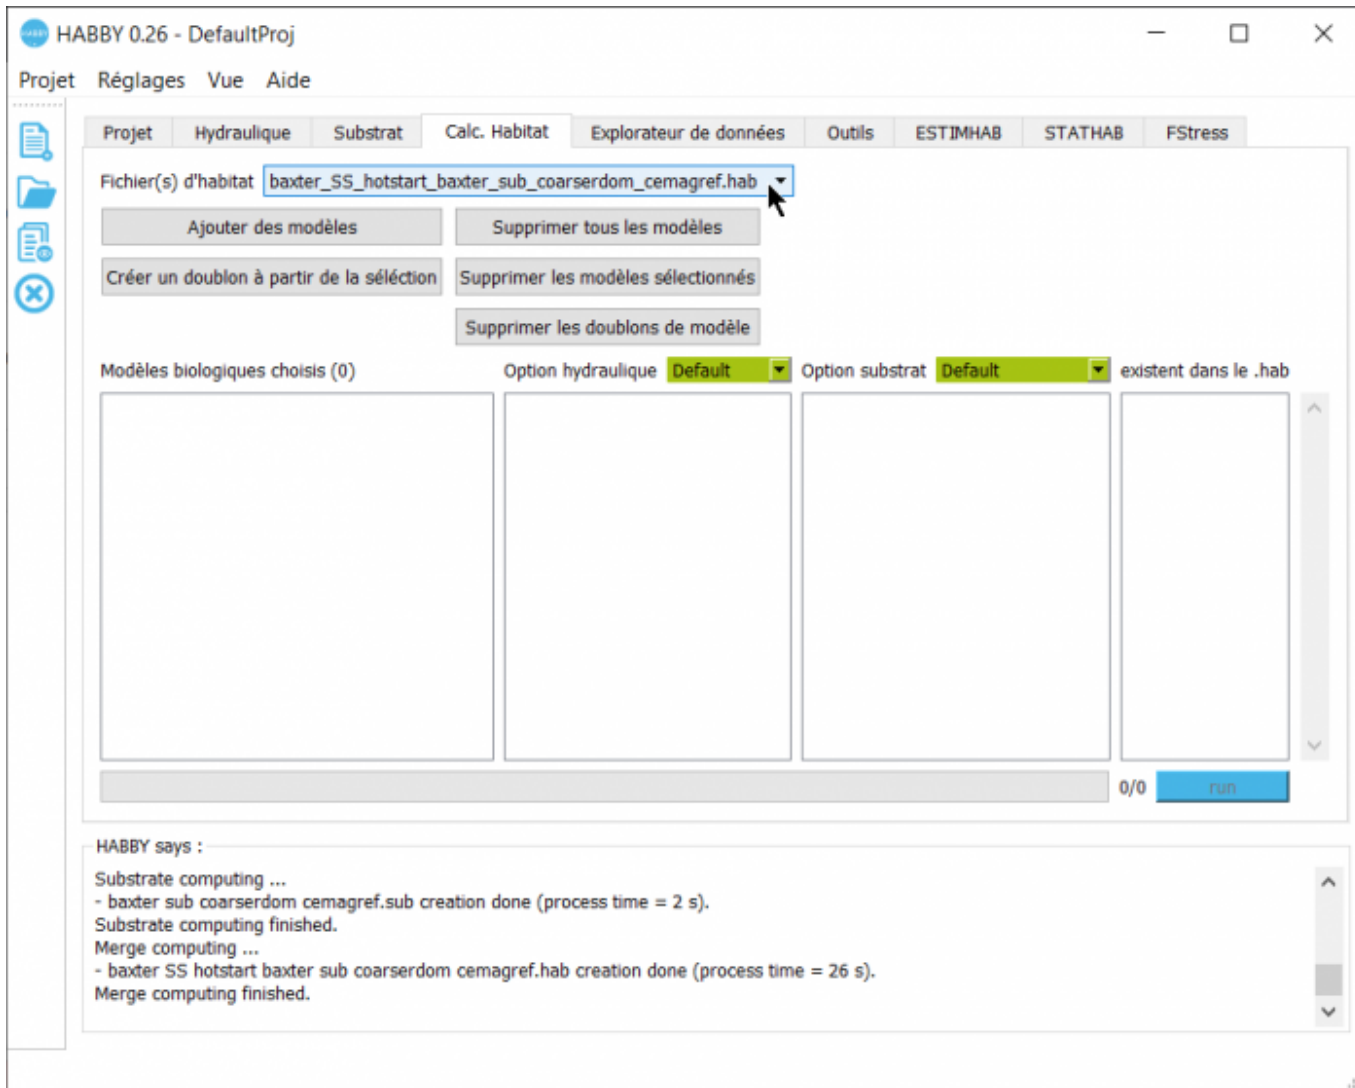 HABBY 0.26 - DefaultProj
Projet Réglages Vue Aide
Projet Hydraulique Substrat Calc. Habitat Explorateur de données Outils ESTIMHAB STATHAB FStress
Fichier(s) d'habitat baxter_SS_hotstart_baxter_sub_coarserdom_cemagref.hab
Ajouter des modèles Supprimer tous les modèles
Créer un doublon à partir de la séléction Supprimer les modèles sélectionnés
Supprimer les doublons de modèle
Modèles biologiques choisis (0) Option hydraulique Default Option substrat Default existent dans le .hab
0/0 run
HABBY says :
Substrate computing ...
- baxter sub coarserdom cemagref.sub creation done (process time = 2 s).
Substrate computing finished.
Merge computing ...
- baxter SS hotstart baxter sub coarserdom cemagref.hab creation done (process time = 26 s).
Merge computing finished.